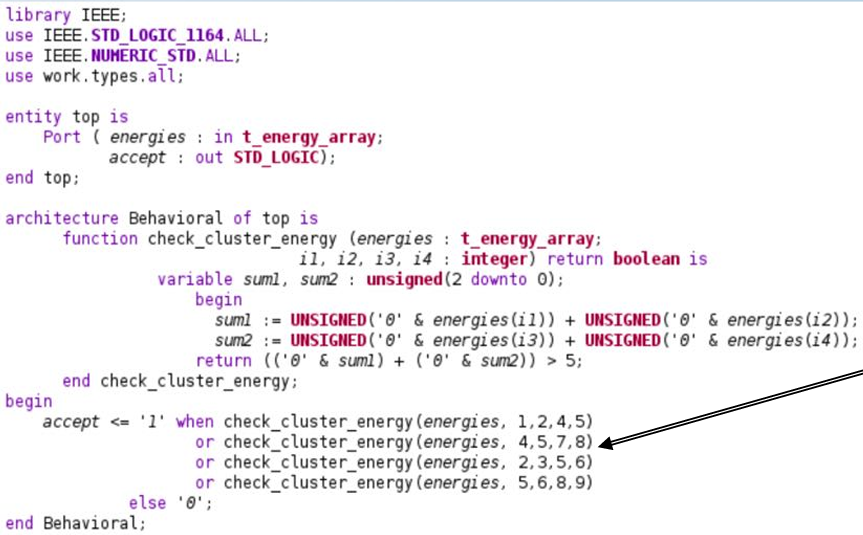 library IEEE;
use IEEE.STD_LOGIC_1164.ALL;
use IEEE.NUMERIC_STD.ALL;
use work.types.all;
entity top is
Port ( energies : in t_energy_array;
accept : out STD_LOGIC);
end top;
architecture Behavioral of top is
function check_cluster_energy (energies : t_energy_array;
i1, i2, i3, i4 : integer) return boolean is
variable sum1, sum2 : unsigned(2 downto 0);
begin
sum1 := UNSIGNED('0' & energies(i1)) + UNSIGNED('0' & energies(i2));
sum2 := UNSIGNED('0' & energies(i3)) + UNSIGNED('0' & energies(i4));
return (('0' & sum1) + ('0' & sum2)) > 5;
end check_cluster_energy;
begin
accept <= '1' when check_cluster_energy(energies, 1,2,4,5)
or check_cluster_energy(energies, 4,5,7,8)
or check_cluster_energy(energies, 2,3,5,6)
or check_cluster_energy(energies, 5,6,8,9)
else '0';
end Behavioral;